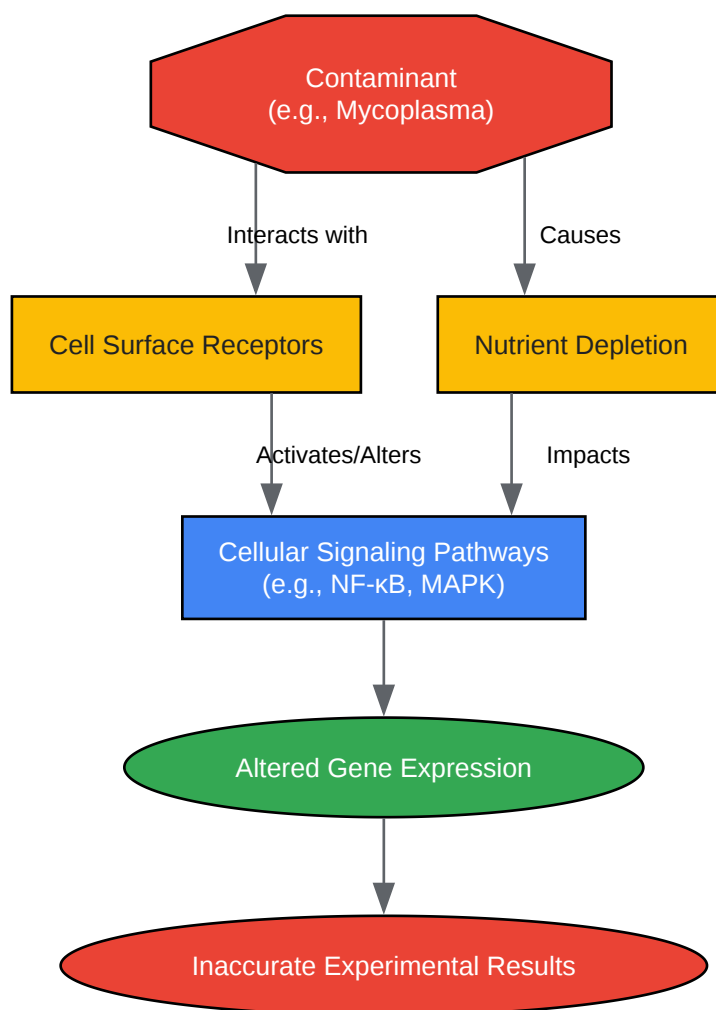 Contaminant
(e.g., Mycoplasma)
Interacts with
Causes
Cell Surface Receptors
Nutrient Depletion
Activates/Alters
Impacts
Cellular Signaling Pathways
(e.g., NF-κB, MAPK)
Altered Gene Expression
Inaccurate Experimental Results